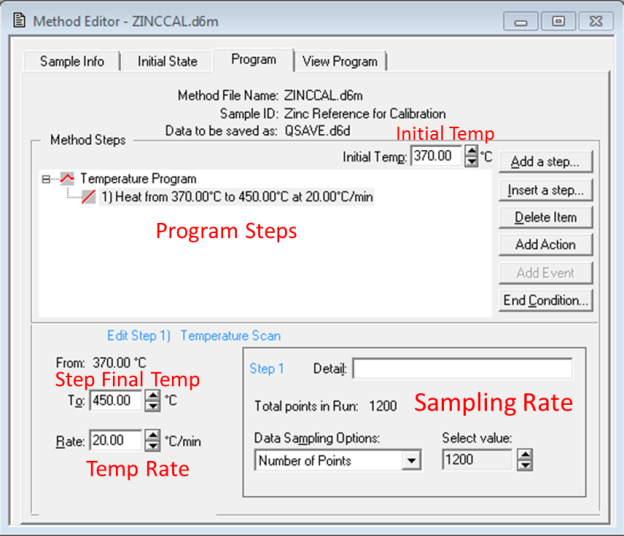 Method Editor - ZINCCAL.d6m
Sample Info
Initial State
Program
View Program
Method File Name: ZINCCAL.d6m
Sample ID: Zinc Reference for Calibration
Data to be saved as: QSAVE.d6d
Initial Temp
Method Steps
Initial Temp: 370.00 °C
Add a step...
Temperature Program
1) Heat from 370.00°C to 450.00°C at 20.00°C/min
Insert a step...
Program Steps
Delete Item
Add Action
Add Event
End Condition...
Edit Step 1) Temperature Scan
From: 370.00 °C
Step Final Temp
To: 450.00 °C
Rate: 20.00 °C/min
Temp Rate
Step 1 Detail:
Total points in Run: 1200
Sampling Rate
Data Sampling Options: Select value:
Number of Points 1200